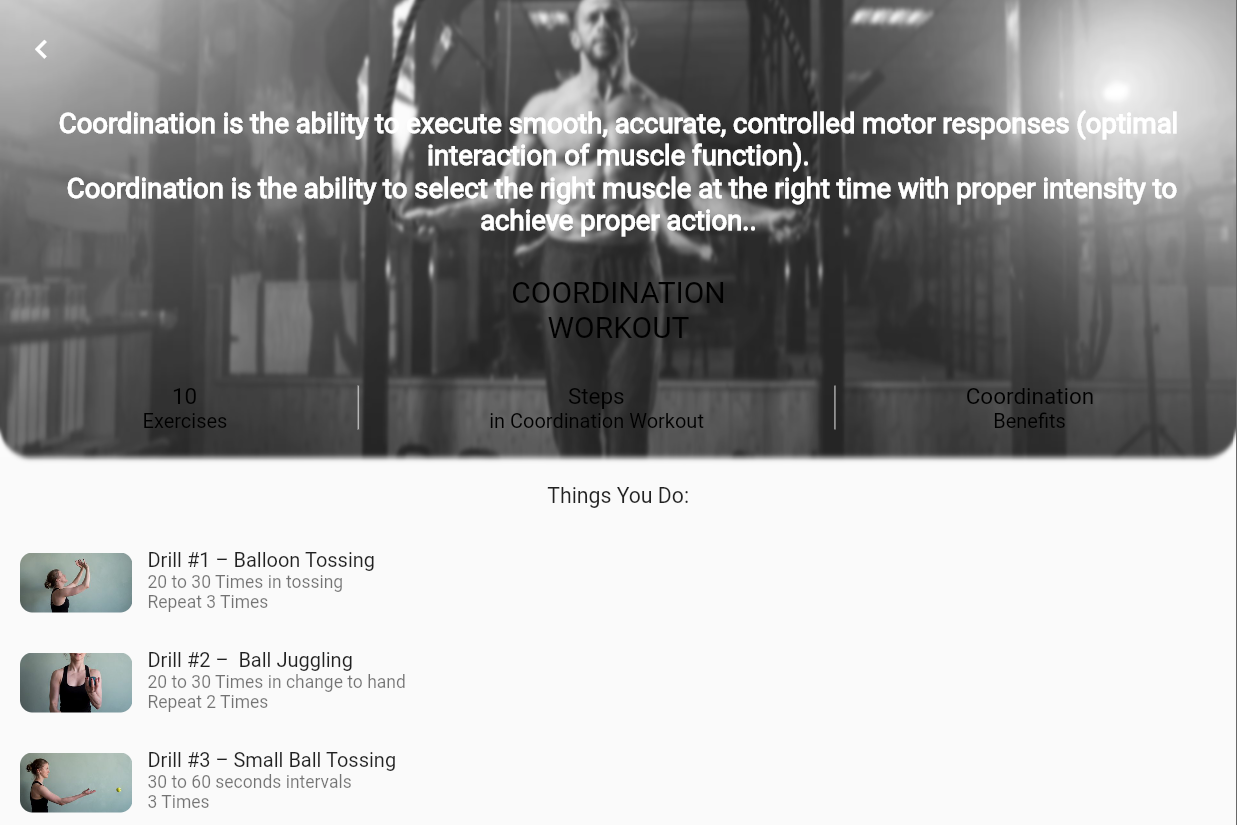 Coordination is the ability to execute smooth, accurate, controlled motor responses (optimal
interaction of muscle function).
Coordination is the ability to select the right muscle at the right time with proper intensity to
achieve proper action..
COORDINATION
WORKOUT
10
Exercises
Steps
in Coordination Workout
Coordination
Benefits
Things You Do:
Drill #1 – Balloon Tossing
20 to 30 Times in tossing
Repeat 3 Times
Drill #2 –  Ball Juggling
20 to 30 Times in change to hand
Repeat 2 Times
Drill #3 – Small Ball Tossing
30 to 60 seconds intervals
3 Times